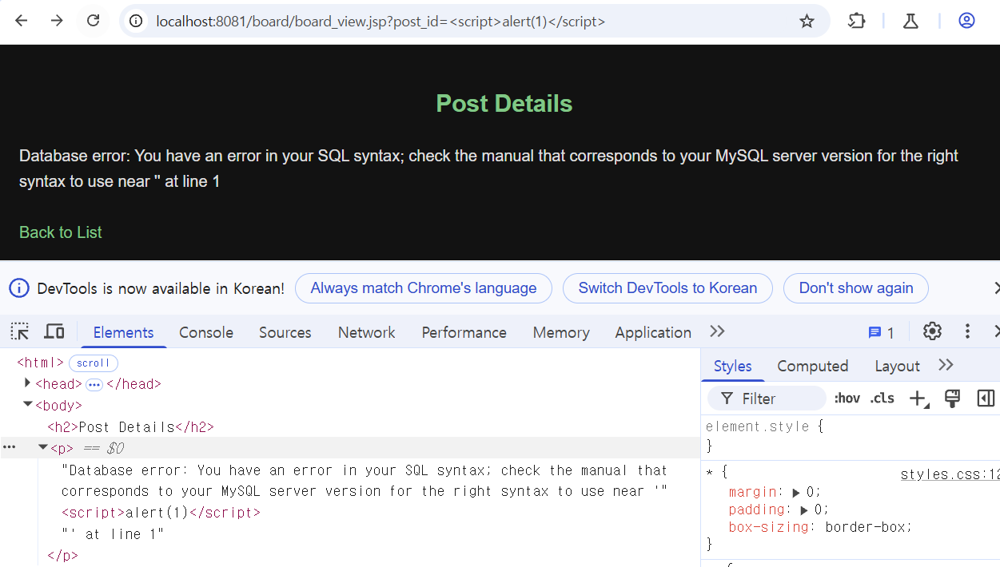 localhost:8081/board/board_view.jsp?post_id=<script>alert(1)</script>
Post Details
Database error: You have an error in your SQL syntax; check the manual that corresponds to your MySQL server version for the right
syntax to use near '' at line 1
Back to List
DevTools is now available in Korean! Always match Chrome's language Switch DevTools to Korean Don't show again
Elements Console Sources Network Performance Memory Application 1
<html> scroll
<head> ... </head>
<body>
<h2>Post Details</h2>
... <p> == $0
"Database error: You have an error in your SQL syntax; check the manual that
corresponds to your MySQL server version for the right syntax to use near '"
<script>alert(1)</script>
"' at line 1"
</p>
Styles Computed Layout
Filter :hov .cls
element.style {
}
* { styles.css:12
margin: 0;
padding: 0;
box-sizing: border-box;
}